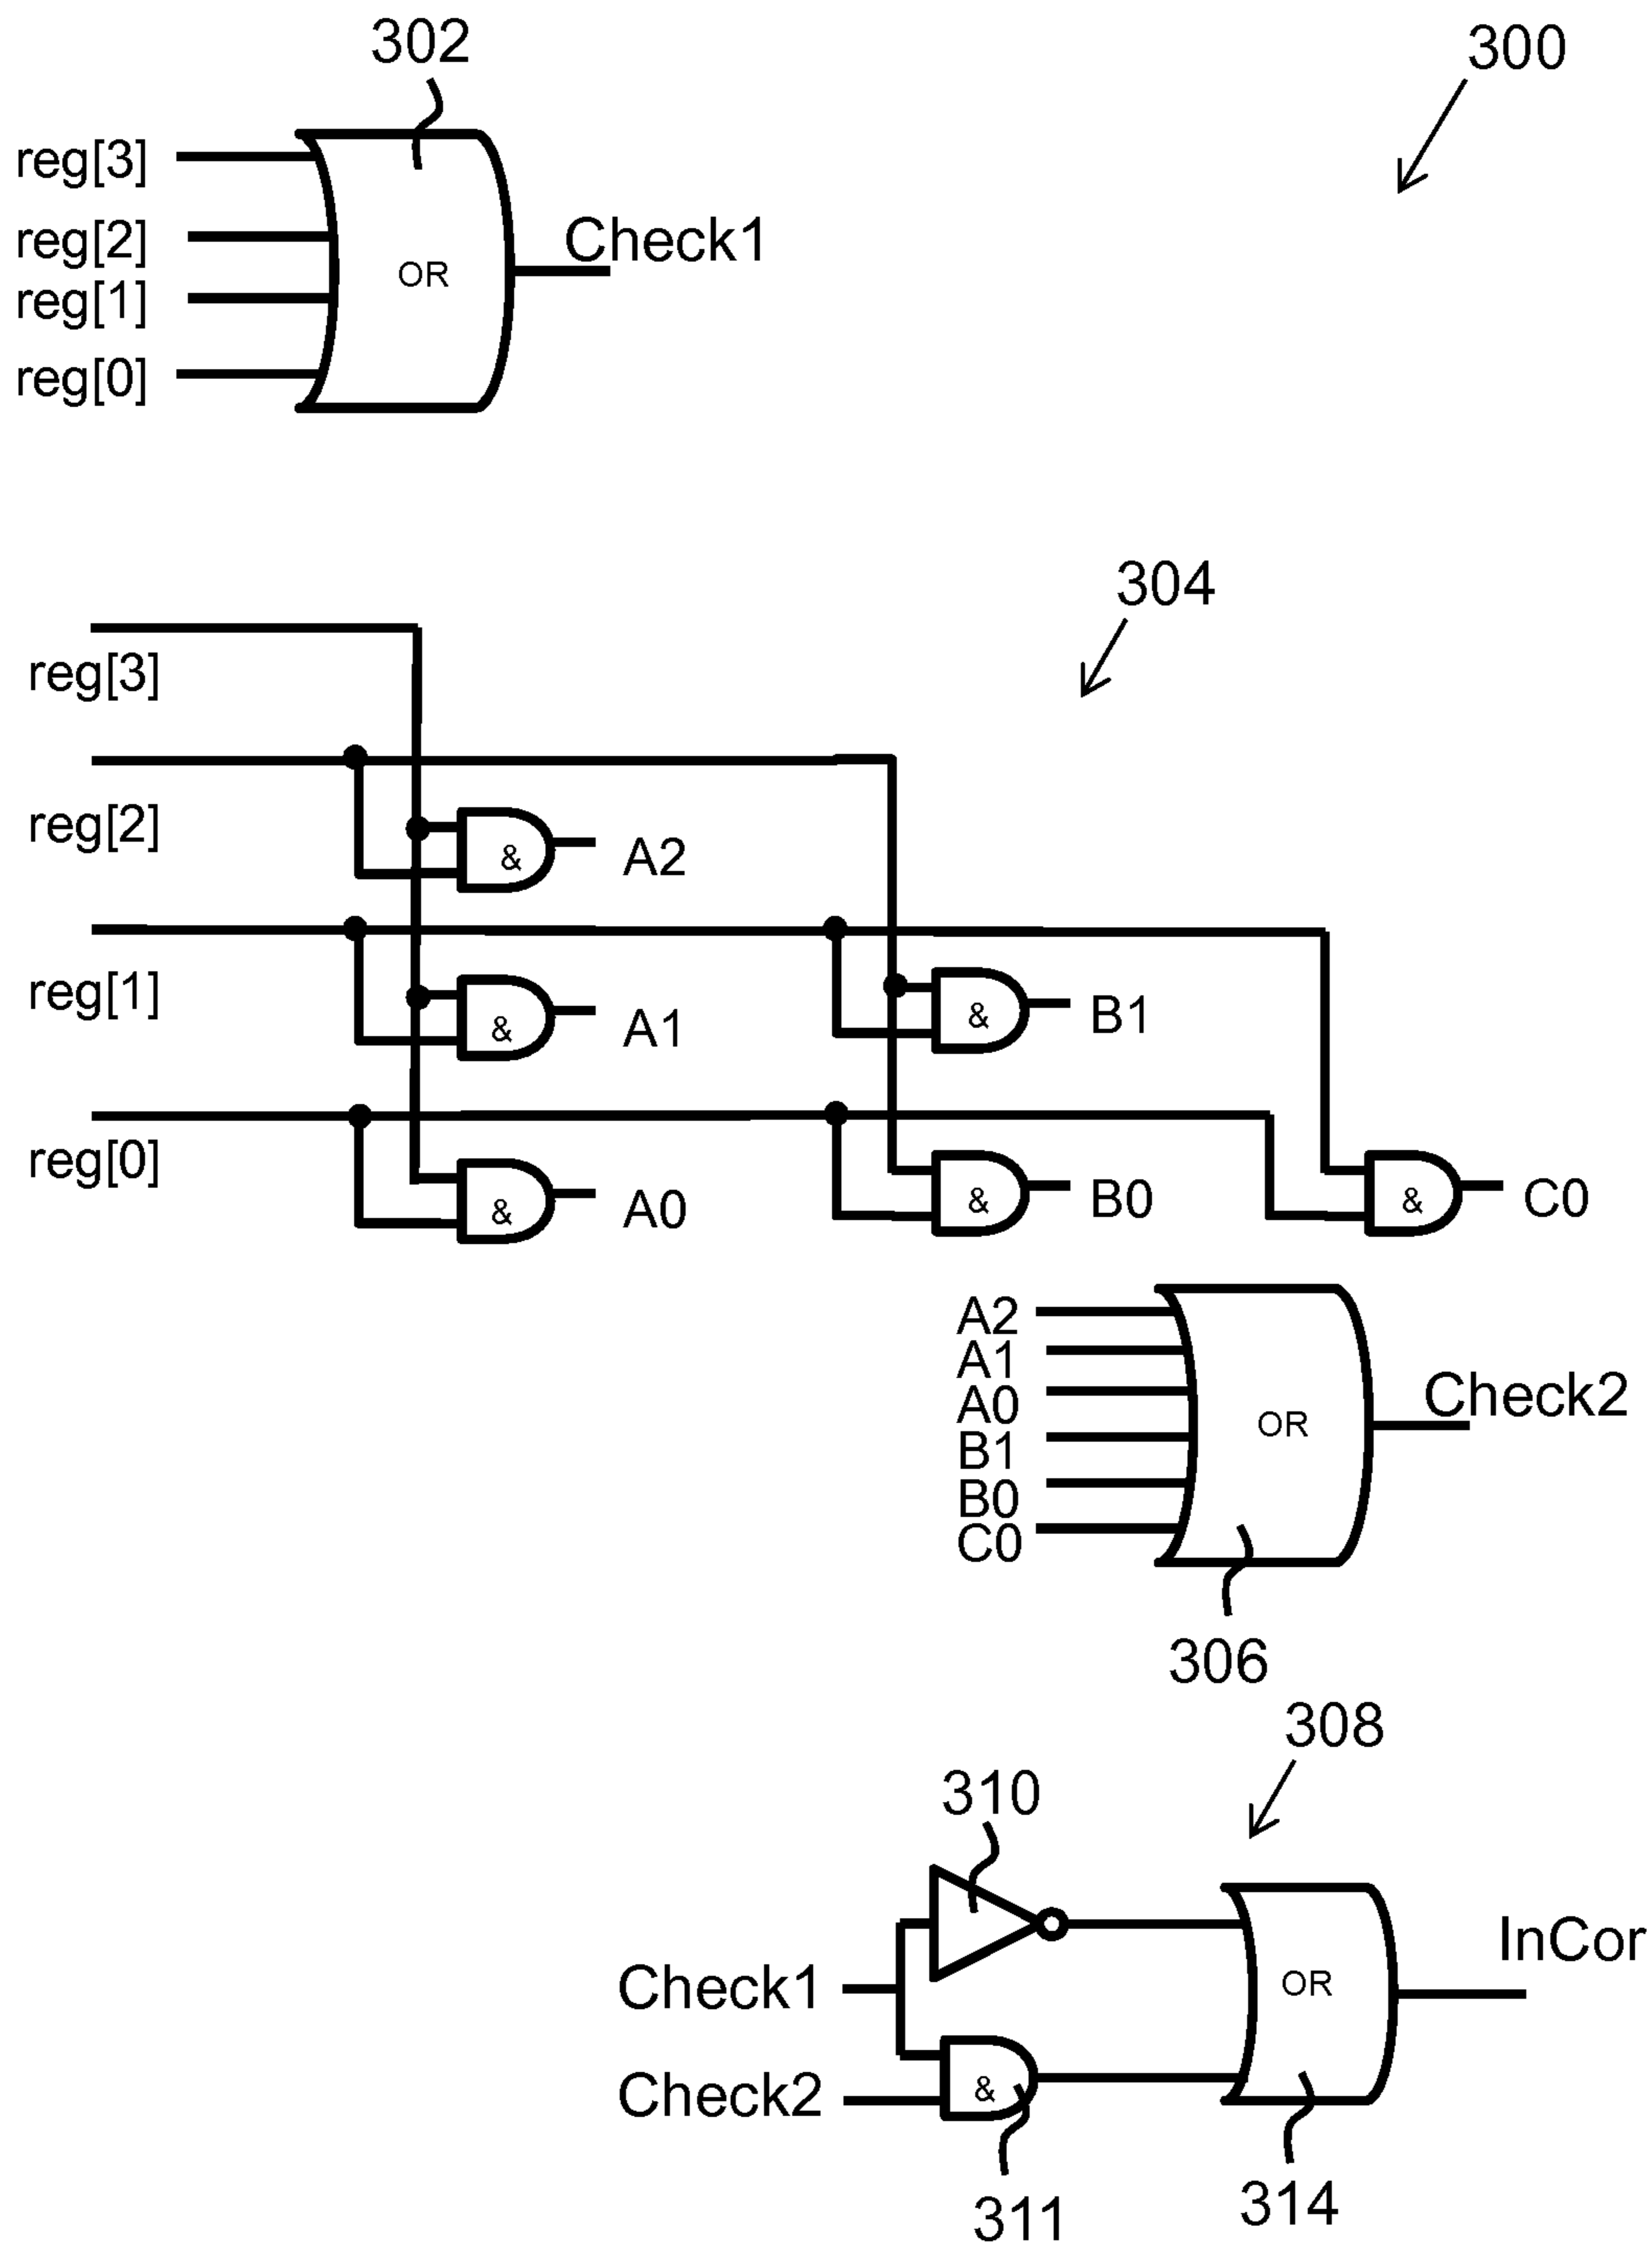 302
300
reg[3]
reg[2]
Check1
OR
reg[1]
reg[0]
304
reg[3]
reg[2]
& A2
reg[1]
& A1
& B1
reg[0]
& A0
& B0
& C0
A2
A1
A0
B1
B0
C0
OR
Check2
306
308
310
InCor
OR
Check1
Check2
&
311
314